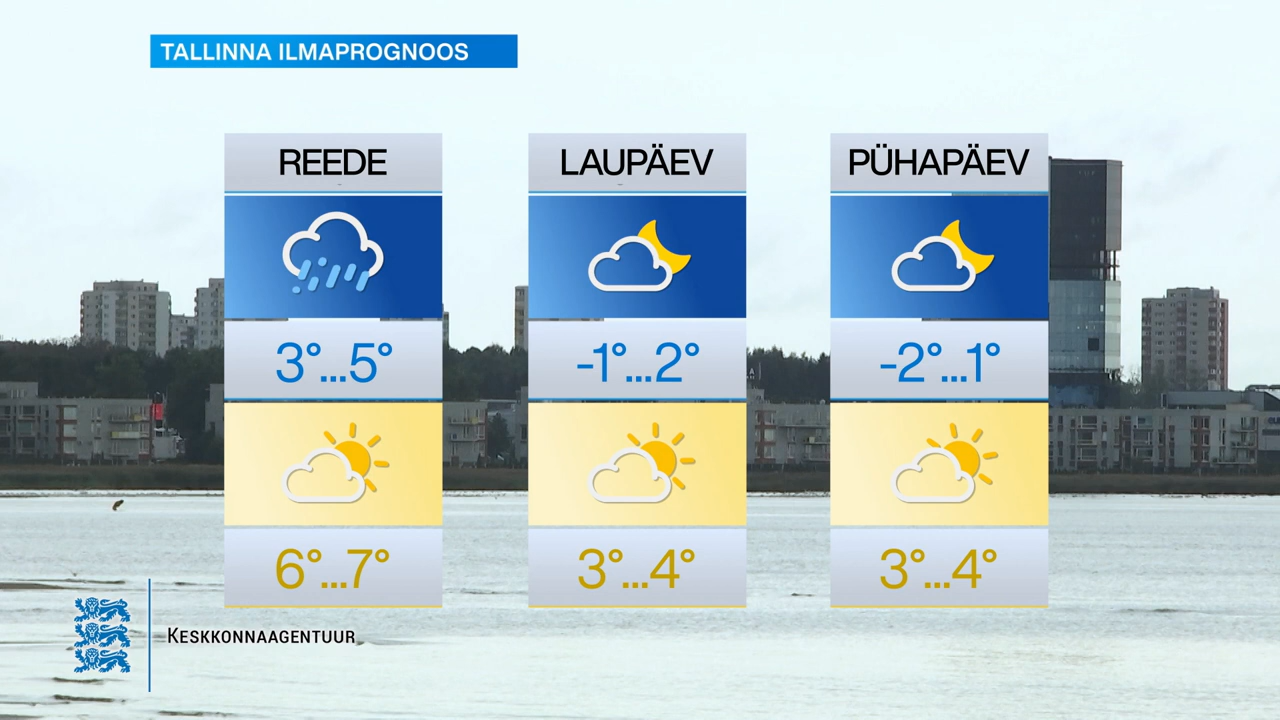 TALLINNA ILMAPROGNOOS
REEDE
3°...5°
6°...7°
LAUPÄEV
-1°...2°
3°...4°
PÜHAPÄEV
-2°...1°
3°...4°
KESKKONNAAGENTUUR